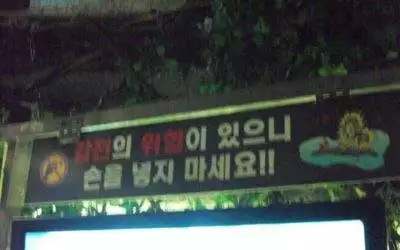 감전의 위험이 있으니
손을 넣지 마세요!!